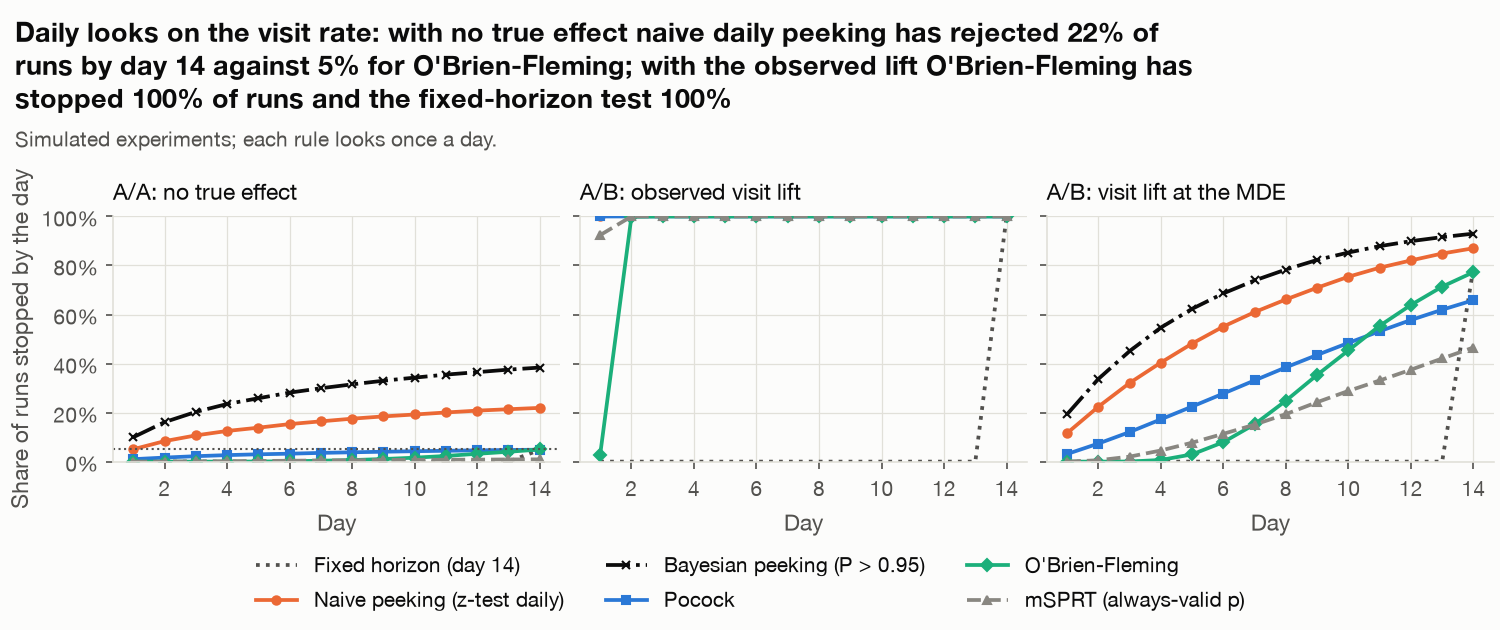 Daily looks on the visit rate: with no true effect naive daily peeking has rejected 22% of
runs by day 14 against 5% for O'Brien-Fleming; with the observed lift O'Brien-Fleming has
stopped 100% of runs and the fixed-horizon test 100%
Simulated experiments; each rule looks once a day.
Share of runs stopped by the day
A/A: no true effect
A/B: observed visit lift
A/B: visit lift at the MDE
100%
80%
60%
40%
20%
0%
2 4 6 8 10 12 14
2 4 6 8 10 12 14
2 4 6 8 10 12 14
Day
Day
Day
Fixed horizon (day 14)
Naive peeking (z-test daily)
Bayesian peeking (P > 0.95)
Pocock
O'Brien-Fleming
mSPRT (always-valid p)